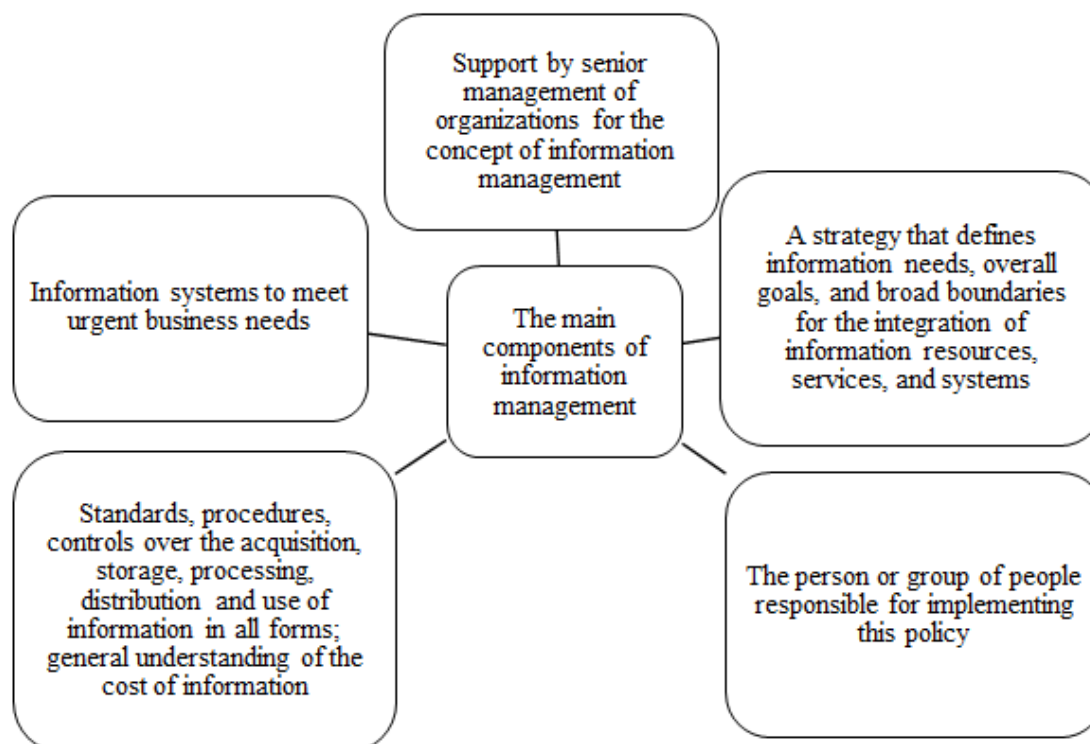 Support by senior
management of
organizations for the
concept of information
management
A strategy that defines
information needs, overall
goals, and broad boundaries
for the integration of
information resources,
services, and systems
Information systems to meet
urgent business needs
The main
components of
information
management
Standards, procedures,
controls over the acquisition,
storage, processing,
distribution and use of
information in all forms;
general understanding of the
cost of information
The person or group of people
responsible for implementing
this policy